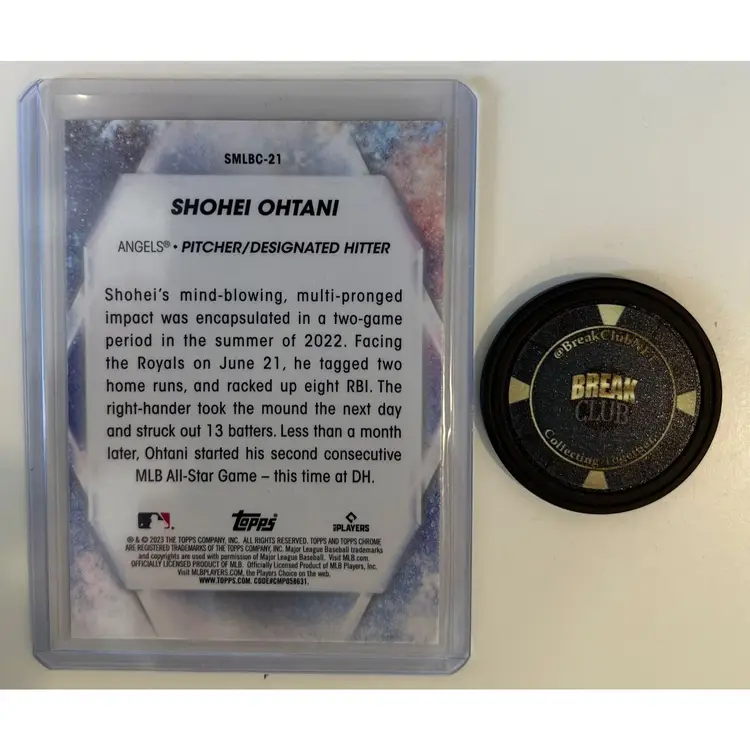 SMLBC-21
SHOHEI OHTANI
ANGELS® • PITCHER/DESIGNATED HITTER
Shohei's mind-blowing, multi-pronged
impact was encapsulated in a two-game
period in the summer of 2022. Facing
the Royals on June 21, he tagged two
home runs, and racked up eight RBI. The
right-hander took the mound the next day
and struck out 13 batters. Less than a month
later, Ohtani started his second consecutive
MLB All-Star Game – this time at DH.
Topps
PLAYERS
® & © 2023 THE TOPPS COMPANY, INC. ALL RIGHTS RESERVED. TOPPS AND TOPPS CHROME
ARE REGISTERED TRADEMARKS OF THE TOPPS COMPANY, INC. Major League Baseball trademarks
and copyrights are used with permission of Major League Baseball. Visit MLB.com.
OFFICIALLY LICENSED PRODUCT OF MLB. Officially Licensed Product of MLB Players, Inc.
Visit MLBPLAYERS.com, the Players Choice on the web.
WWW.TOPPS.COM. CODE#CMP058631.
@BreakClubNFT
BREAK
CLUB
Collecting Together